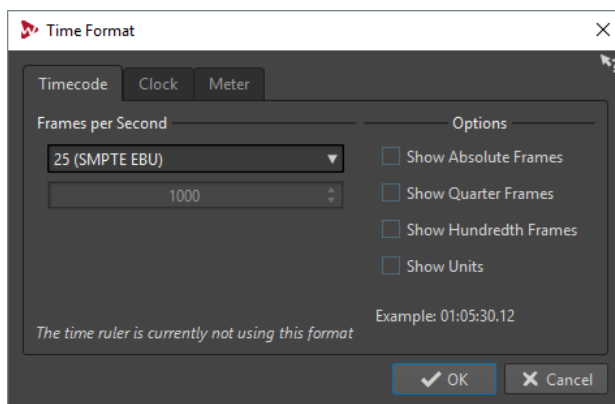 Time Format
Timecode Clock Meter
Frames per Second
25 (SMPTE EBU)
1000
Options
Show Absolute Frames
Show Quarter Frames
Show Hundredth Frames
Show Units
Example: 01:05:30.12
The time ruler is currently not using this format
OK Cancel